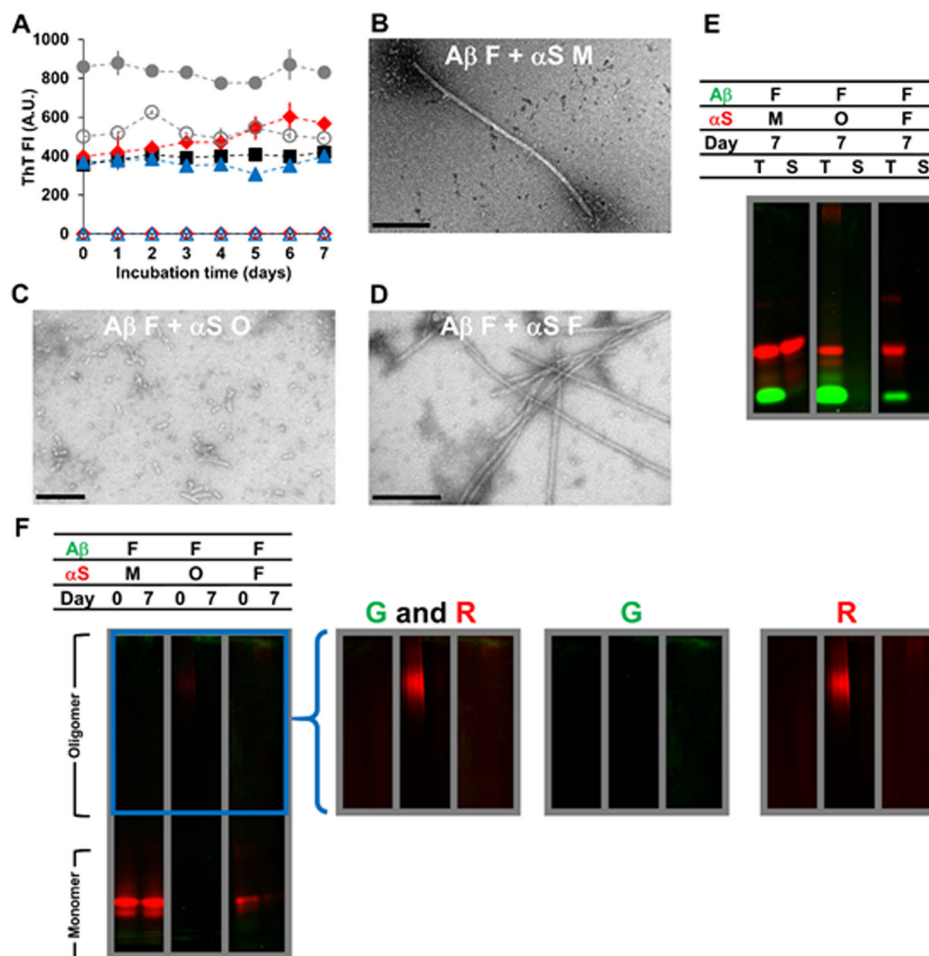 A
1000
800
600
400
200
0
ThT FI (A.U.)
0 1 2 3 4 5 6 7
Incubation time (days)
B
Aβ F + αS M
C
Aβ F + αS O
D
Aβ F + αS F
E
Aβ F F F
αS M O F
Day 7 7 7
T S T S T S
F
Aβ F F F
αS M O F
Day 0 7 0 7 0 7
Oligomer
Monomer
G and R
G
R